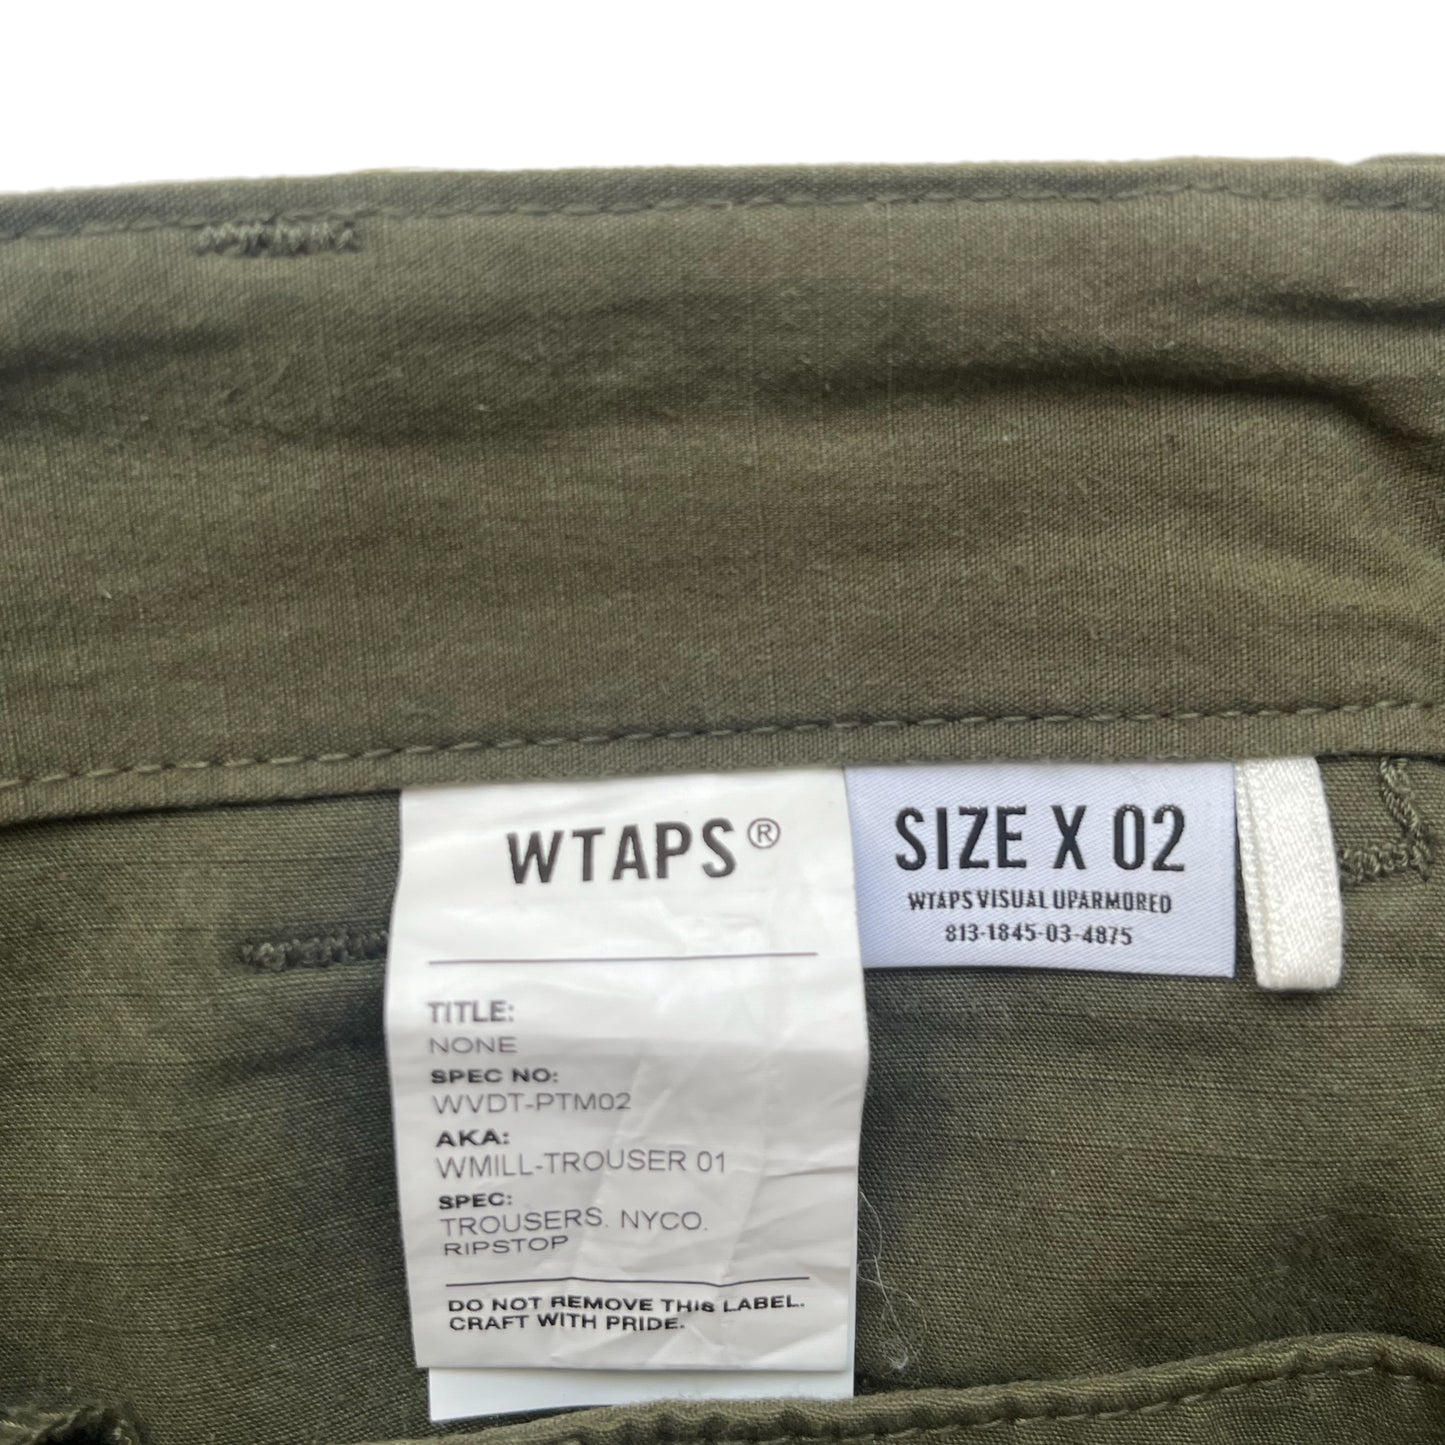 WTAPS®
TITLE:
NONE
SPEC NO:
WVDT-PTM02
AKA:
WMILL-TROUSER 01
SPEC:
TROUSERS. NYCO.
RIPSTOP
DO NOT REMOVE THIS LABEL.
CRAFT WITH PRIDE.
SIZE X 02
WTAPS VISUAL UPARMORED
813-1845-03-4875